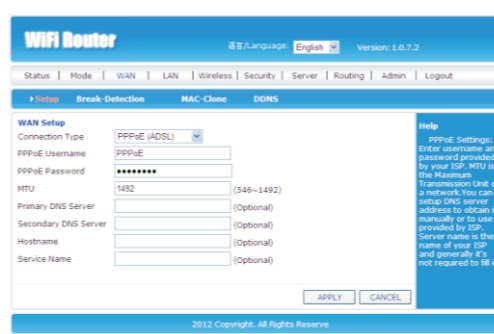 WiFi Router
语言/Language: English Version: 1.0.7.2
Status | Mode | WAN | LAN | Wireless | Security | Server | Routing | Admin | Logout
Setup Break-Detection MAC-Clone DDNS
WAN Setup
Connection Type PPPoE (ADSL)
PPPoE Username PPPoE
PPPoE Password ••••••••
MTU 1492 (546~1492)
Primary DNS Server (Optional)
Secondary DNS Server (Optional)
Hostname (Optional)
Service Name (Optional)
APPLY CANCEL
Help
PPPoE Settings:
Enter username an
password provided
by your ISP. MTU is
the Maximum
Transmission Unit o
a network.You can
setup DNS server
address to obtain i
manually or to use
provided by ISP.
Server name is the
name of your ISP
and generally it's
not required to fill i
2012 Copyright. All Rights Reserve